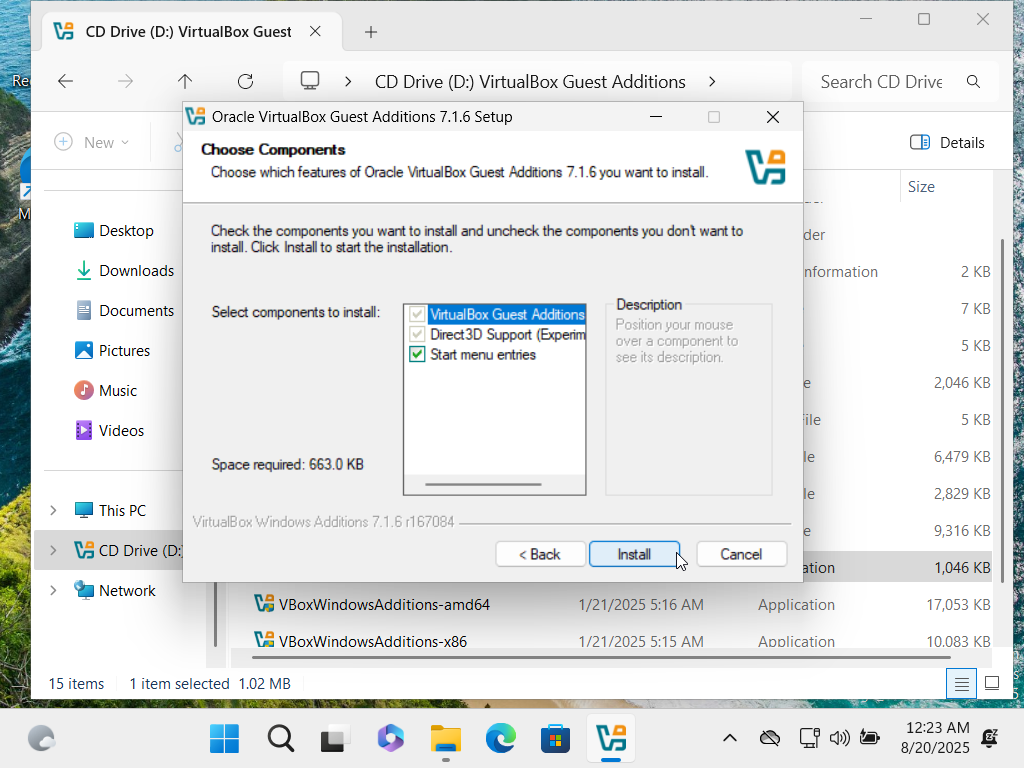 CD Drive (D:) VirtualBox Guest
CD Drive (D:) VirtualBox Guest Additions
Search CD Drive
New
Details
Size
Oracle VirtualBox Guest Additions 7.1.6 Setup
Choose Components
Choose which features of Oracle VirtualBox Guest Additions 7.1.6 you want to install.
Check the components you want to install and uncheck the components you don't want to
install. Click Install to start the installation.
Select components to install:
VirtualBox Guest Additions
Direct3D Support (Experim
Start menu entries
Description
Position your mouse
over a component to
see its description.
Space required: 663.0 KB
VirtualBox Windows Additions 7.1.6 r167084
< Back
Install
Cancel
Desktop
Downloads
Documents
Pictures
Music
Videos
This PC
CD Drive (D:)
Network
der
nformation 2 KB
7 KB
5 KB
e 2,046 KB
ile 5 KB
le 6,479 KB
le 2,829 KB
e 9,316 KB
ation 1,046 KB
VBoxWindowsAdditions-amd64 1/21/2025 5:16 AM Application 17,053 KB
VBoxWindowsAdditions-x86 1/21/2025 5:15 AM Application 10,083 KB
15 items 1 item selected 1.02 MB
12:23 AM
8/20/2025